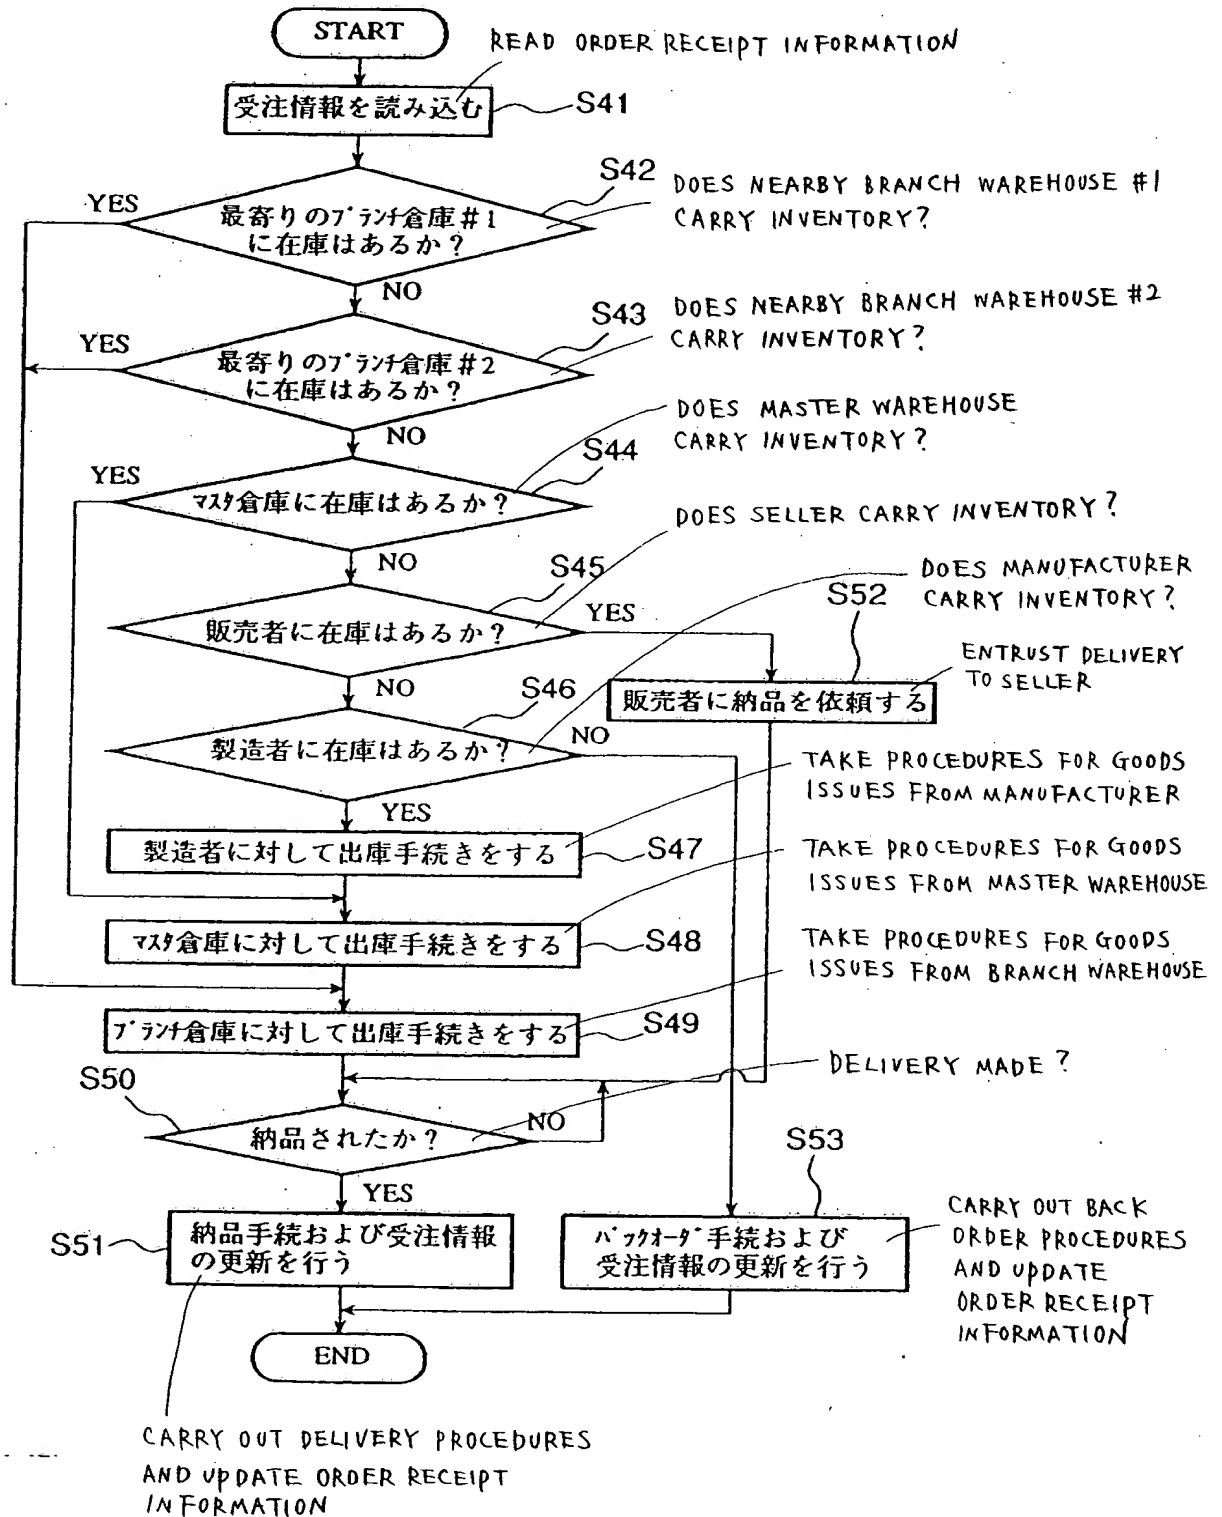 START
READ ORDER RECEIPT INFORMATION
受注情報を読み込む
S41
S42
DOES NEARBY BRANCH WAREHOUSE #1
CARRY INVENTORY?
YES
最寄りのブランチ倉庫#1
に在庫はあるか?
NO
S43
DOES NEARBY BRANCH WAREHOUSE #2
CARRY INVENTORY?
YES
最寄りのブランチ倉庫#2
に在庫はあるか?
NO
DOES MASTER WAREHOUSE
CARRY INVENTORY?
S44
YES
マスタ倉庫に在庫はあるか?
DOES SELLER CARRY INVENTORY?
NO
S45
DOES MANUFACTURER
CARRY INVENTORY?
S52
YES
販売者に在庫はあるか?
ENTRUST DELIVERY
TO SELLER
NO
S46
販売者に納品を依頼する
製造者に在庫はあるか?
NO
TAKE PROCEDURES FOR GOODS
ISSUES FROM MANUFACTURER
YES
製造者に対して出庫手続きをする
S47
TAKE PROCEDURES FOR GOODS
ISSUES FROM MASTER WAREHOUSE
マスタ倉庫に対して出庫手続きをする
S48
TAKE PROCEDURES FOR GOODS
ISSUES FROM BRANCH WAREHOUSE
ブランチ倉庫に対して出庫手続きをする
S49
DELIVERY MADE?
S50
納品されたか?
NO
YES
S53
S51
納品手続および受注情報
の更新を行う
バックオーダ手続および
受注情報の更新を行う
CARRY OUT BACK
ORDER PROCEDURES
AND UPDATE
ORDER RECEIPT
INFORMATION
END
CARRY OUT DELIVERY PROCEDURES
AND UPDATE ORDER RECEIPT
INFORMATION